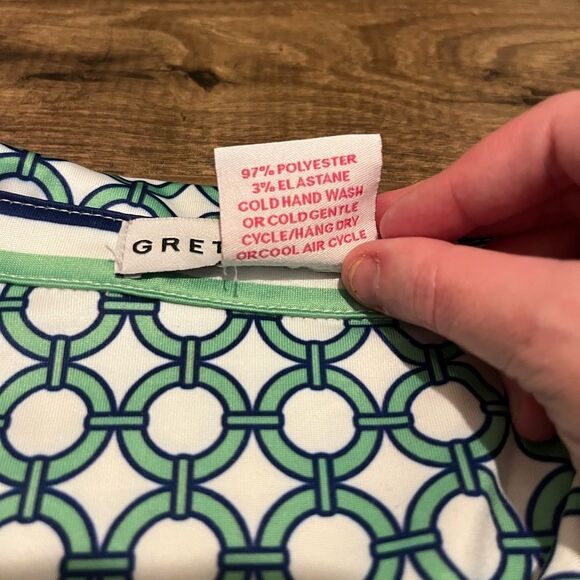 97% POLYESTER
3% ELASTANE
COLD HAND WASH
OR COLD GENTLE
CYCLE/HANG DRY
OR COOL AIR CYCLE
GRET